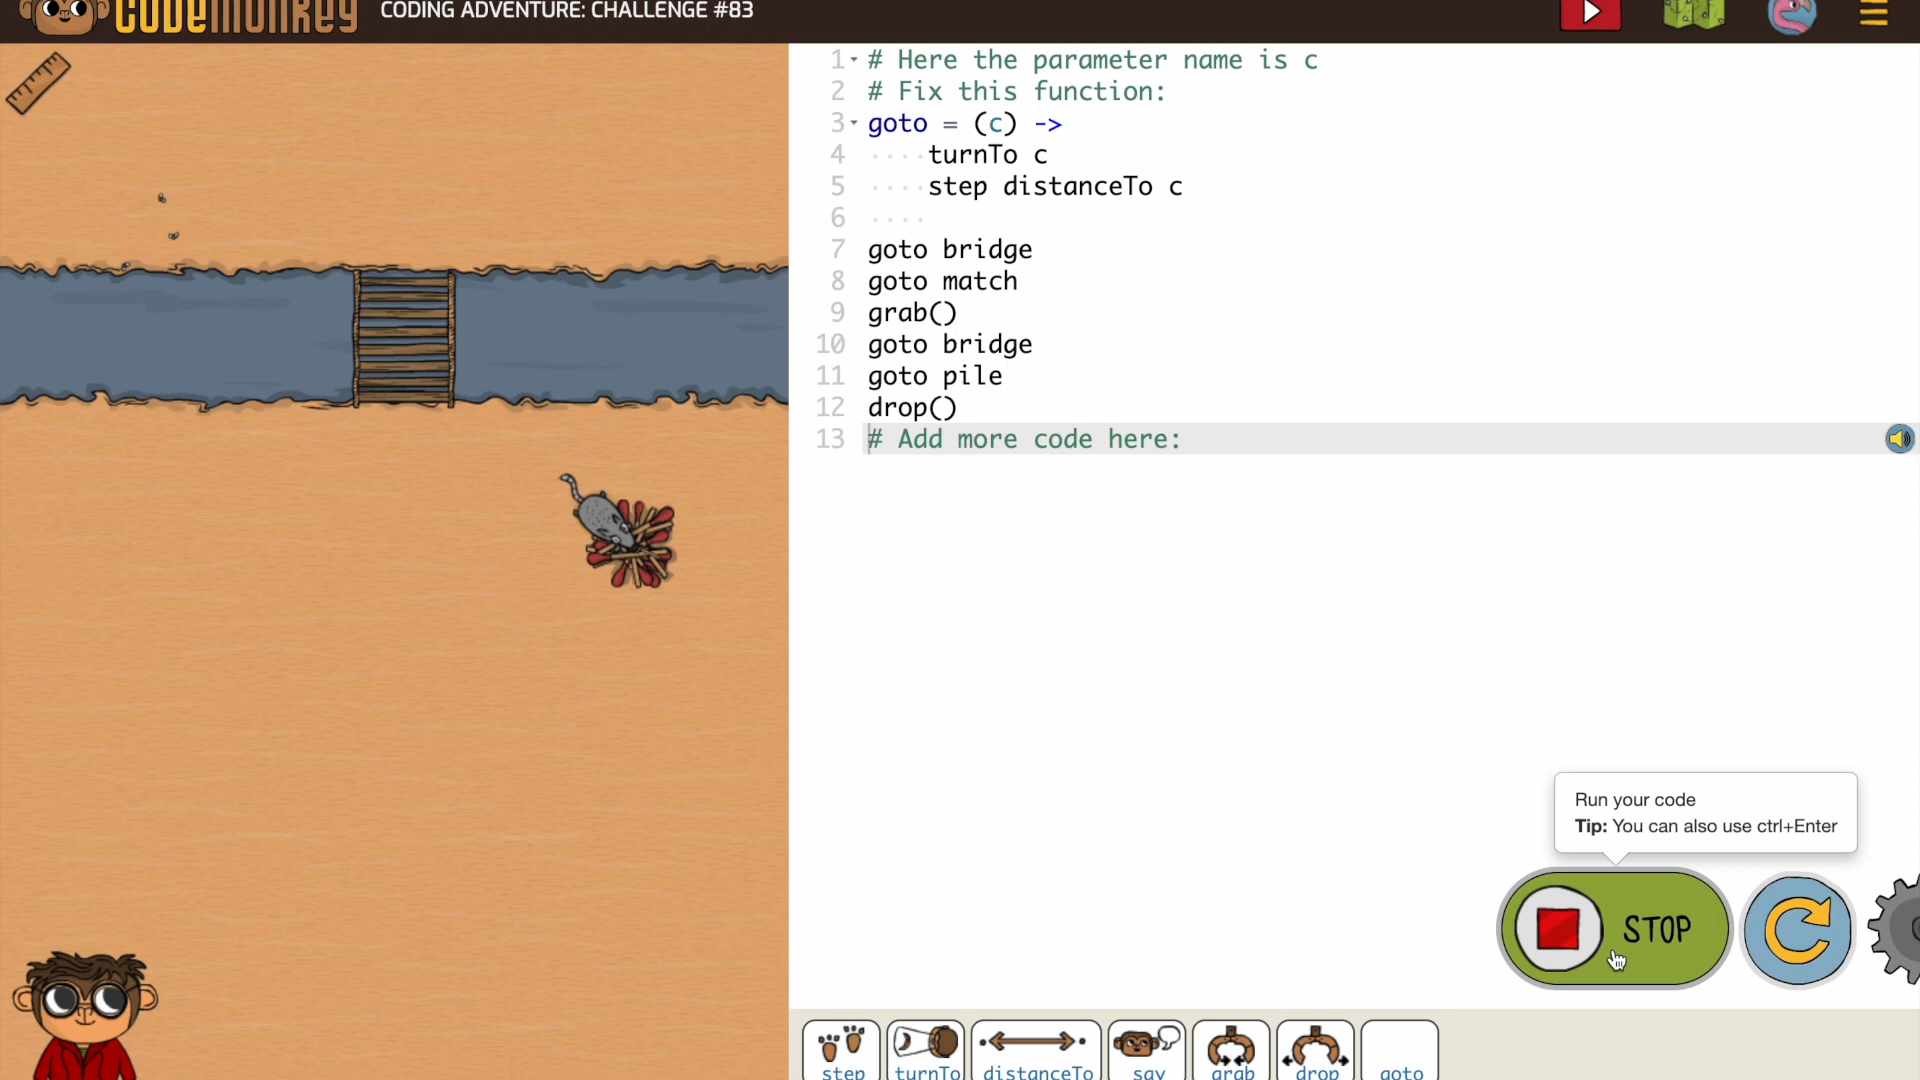 CODEMONKEY
CODING ADVENTURE: CHALLENGE #83
1 # Here the parameter name is c
2 # Fix this function:
3 goto = (c) ->
4 turnTo c
5 step distanceTo c
6
7 goto bridge
8 goto match
9 grab()
10 goto bridge
11 goto pile
12 drop()
13 # Add more code here:
Run your code
Tip: You can also use ctrl+Enter
STOP
step turnTo distanceTo say grab drop goto